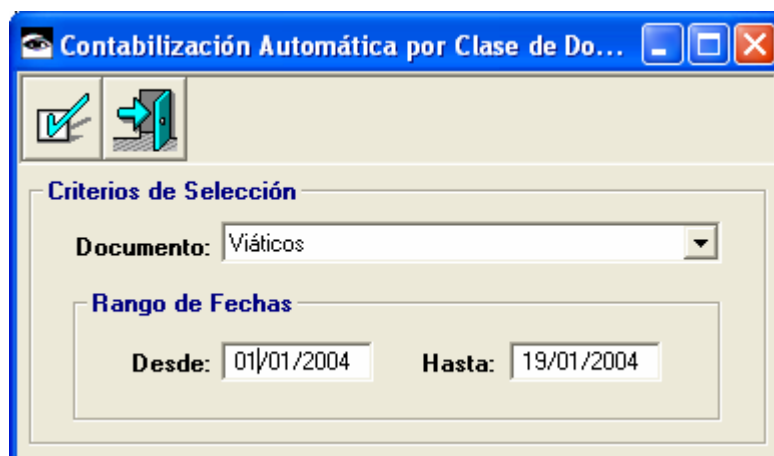 Contabilización Automática por Clase de Do...
Criterios de Selección
Documento: Viáticos
Rango de Fechas
Desde: 01/01/2004 Hasta: 19/01/2004